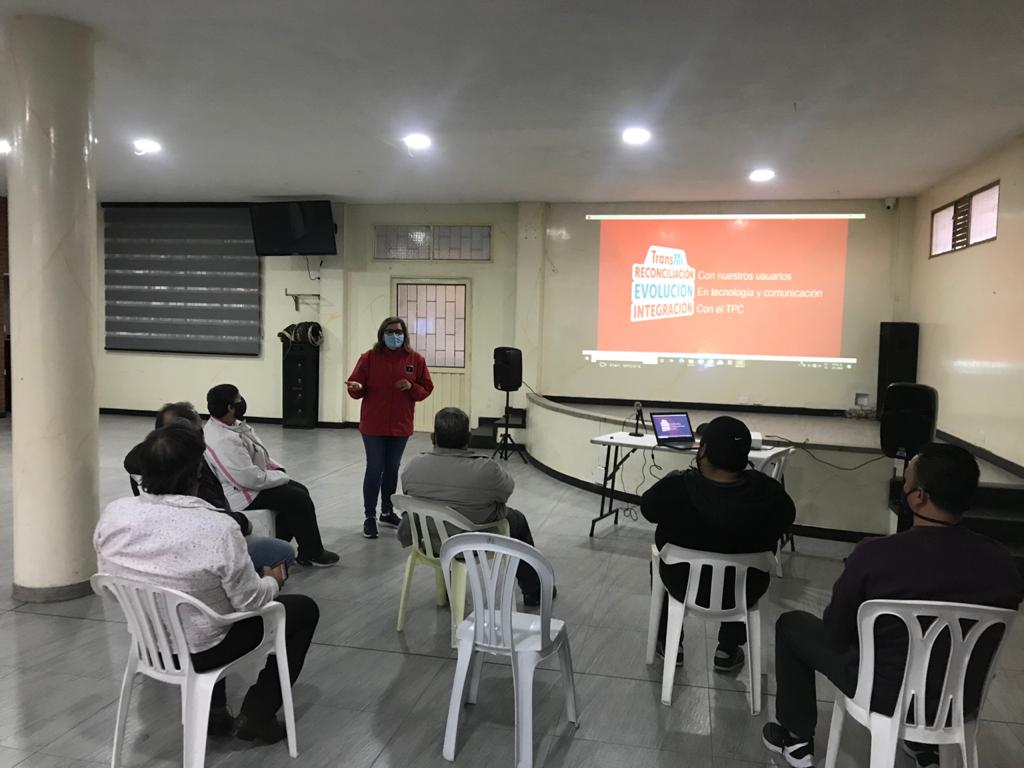 TransMi
RECONCILIACIÓN Con nuestros usuarios
EVOLUCIÓN En tecnología y comunicación
INTEGRACIÓN Con el TPC